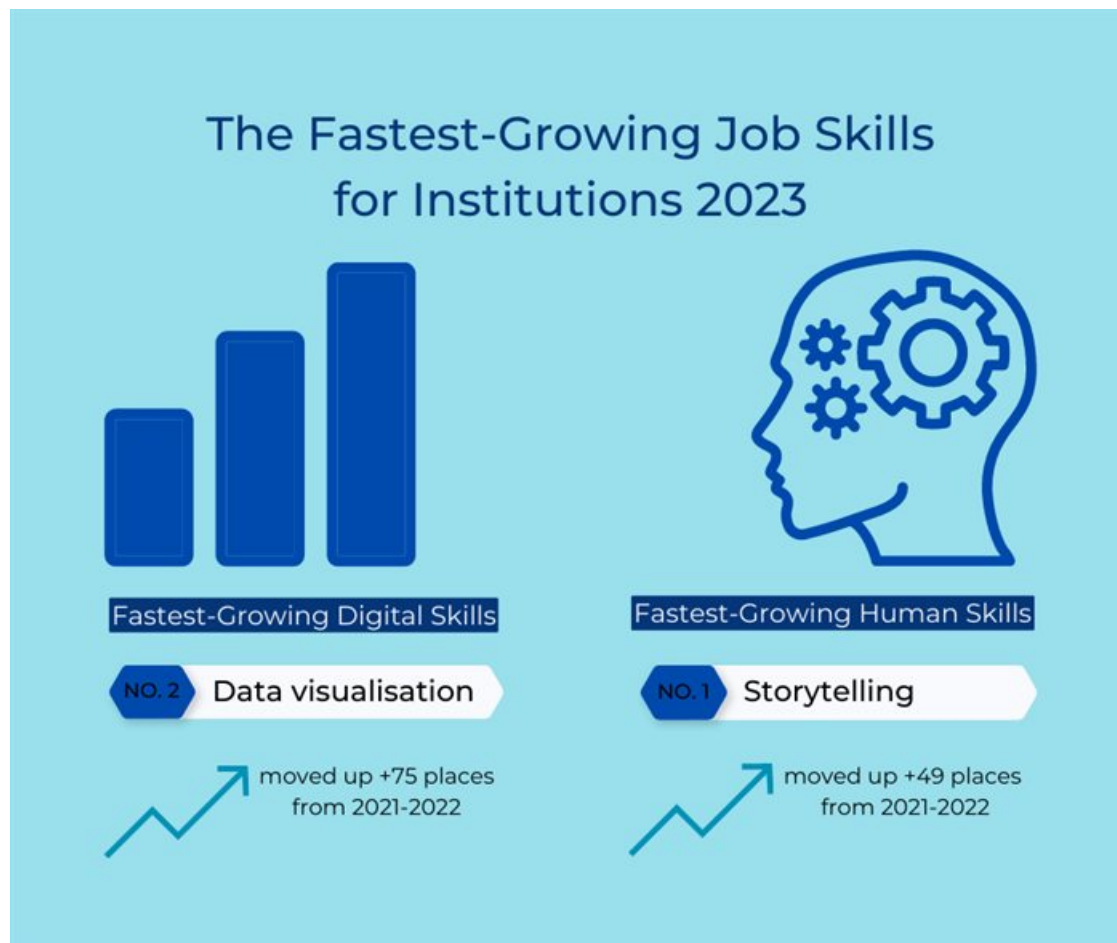 The Fastest-Growing Job Skills
for Institutions 2023
Fastest-Growing Digital Skills
NO. 2 Data visualisation
moved up +75 places
from 2021-2022
Fastest-Growing Human Skills
NO. 1 Storytelling
moved up +49 places
from 2021-2022